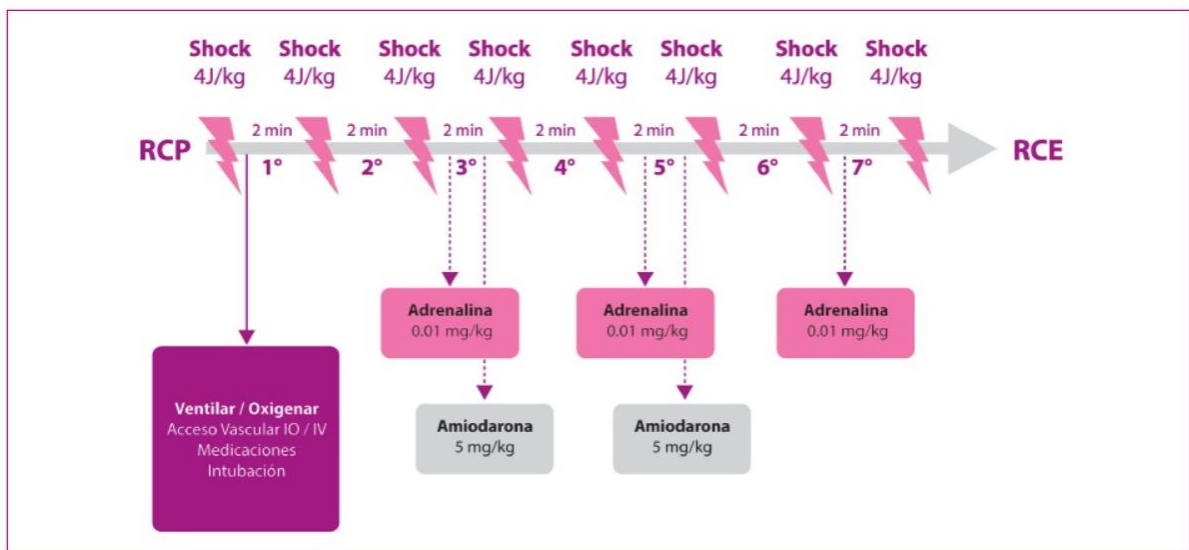 Shock Shock Shock Shock Shock Shock Shock Shock
4J/kg 4J/kg 4J/kg 4J/kg 4J/kg 4J/kg 4J/kg 4J/kg
2 min 2 min 2 min 2 min 2 min 2 min 2 min
RCP RCE
1° 2° 3° 4° 5° 6° 7°
Adrenalina Adrenalina Adrenalina
0.01 mg/kg 0.01 mg/kg 0.01 mg/kg
Ventilar / Oxigenar
Acceso Vascular IO / IV
Medicaciones
Intubación
Amiodarona Amiodarona
5 mg/kg 5 mg/kg